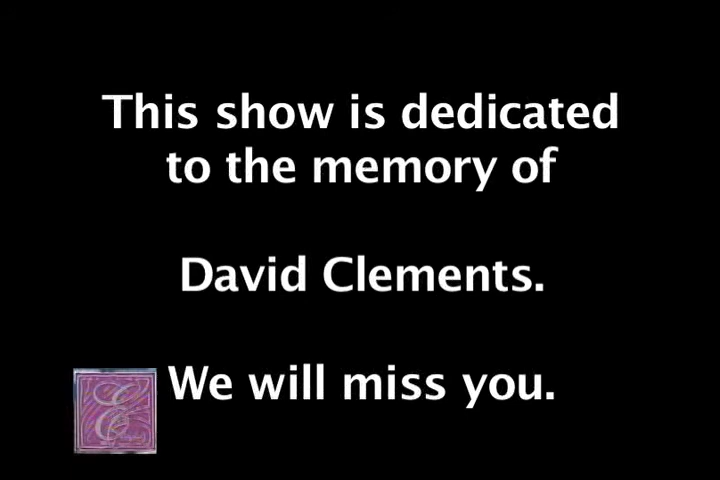 This show is dedicated
to the memory of
David Clements.
We will miss you.